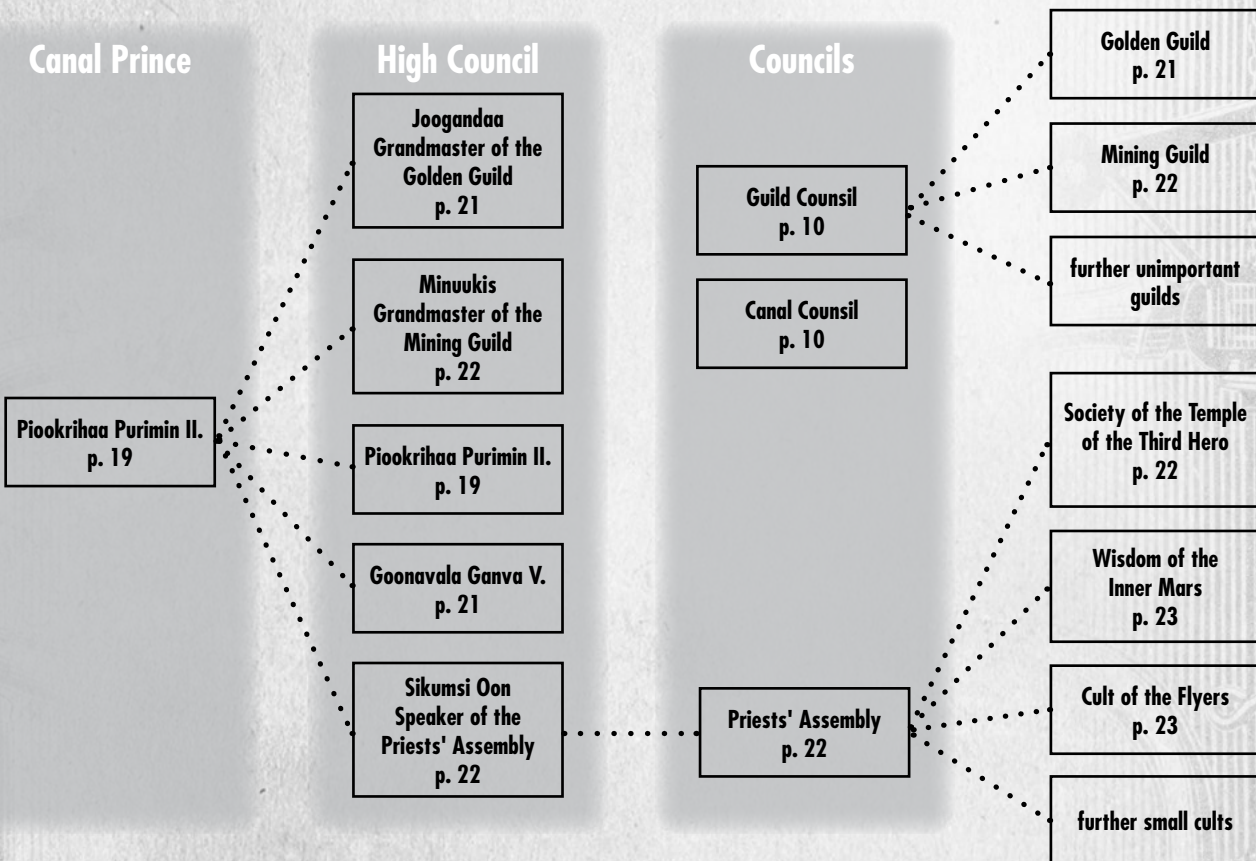 Canal Prince
Piookrihaa Purimin II.
p. 19
High Council
Joogandaa
Grandmaster of the
Golden Guild
p. 21
Minuukis
Grandmaster of the
Mining Guild
p. 22
Piookrihaa Purimin II.
p. 19
Goonavala Ganva V.
p. 21
Sikumsi Oon
Speaker of the
Priests' Assembly
p. 22
Councils
Guild Counsil
p. 10
Canal Counsil
p. 10
Priests' Assembly
p. 22
Golden Guild
p. 21
Mining Guild
p. 22
further unimportant
guilds
Society of the Temple
of the Third Hero
p. 22
Wisdom of the
Inner Mars
p. 23
Cult of the Flyers
p. 23
further small cults